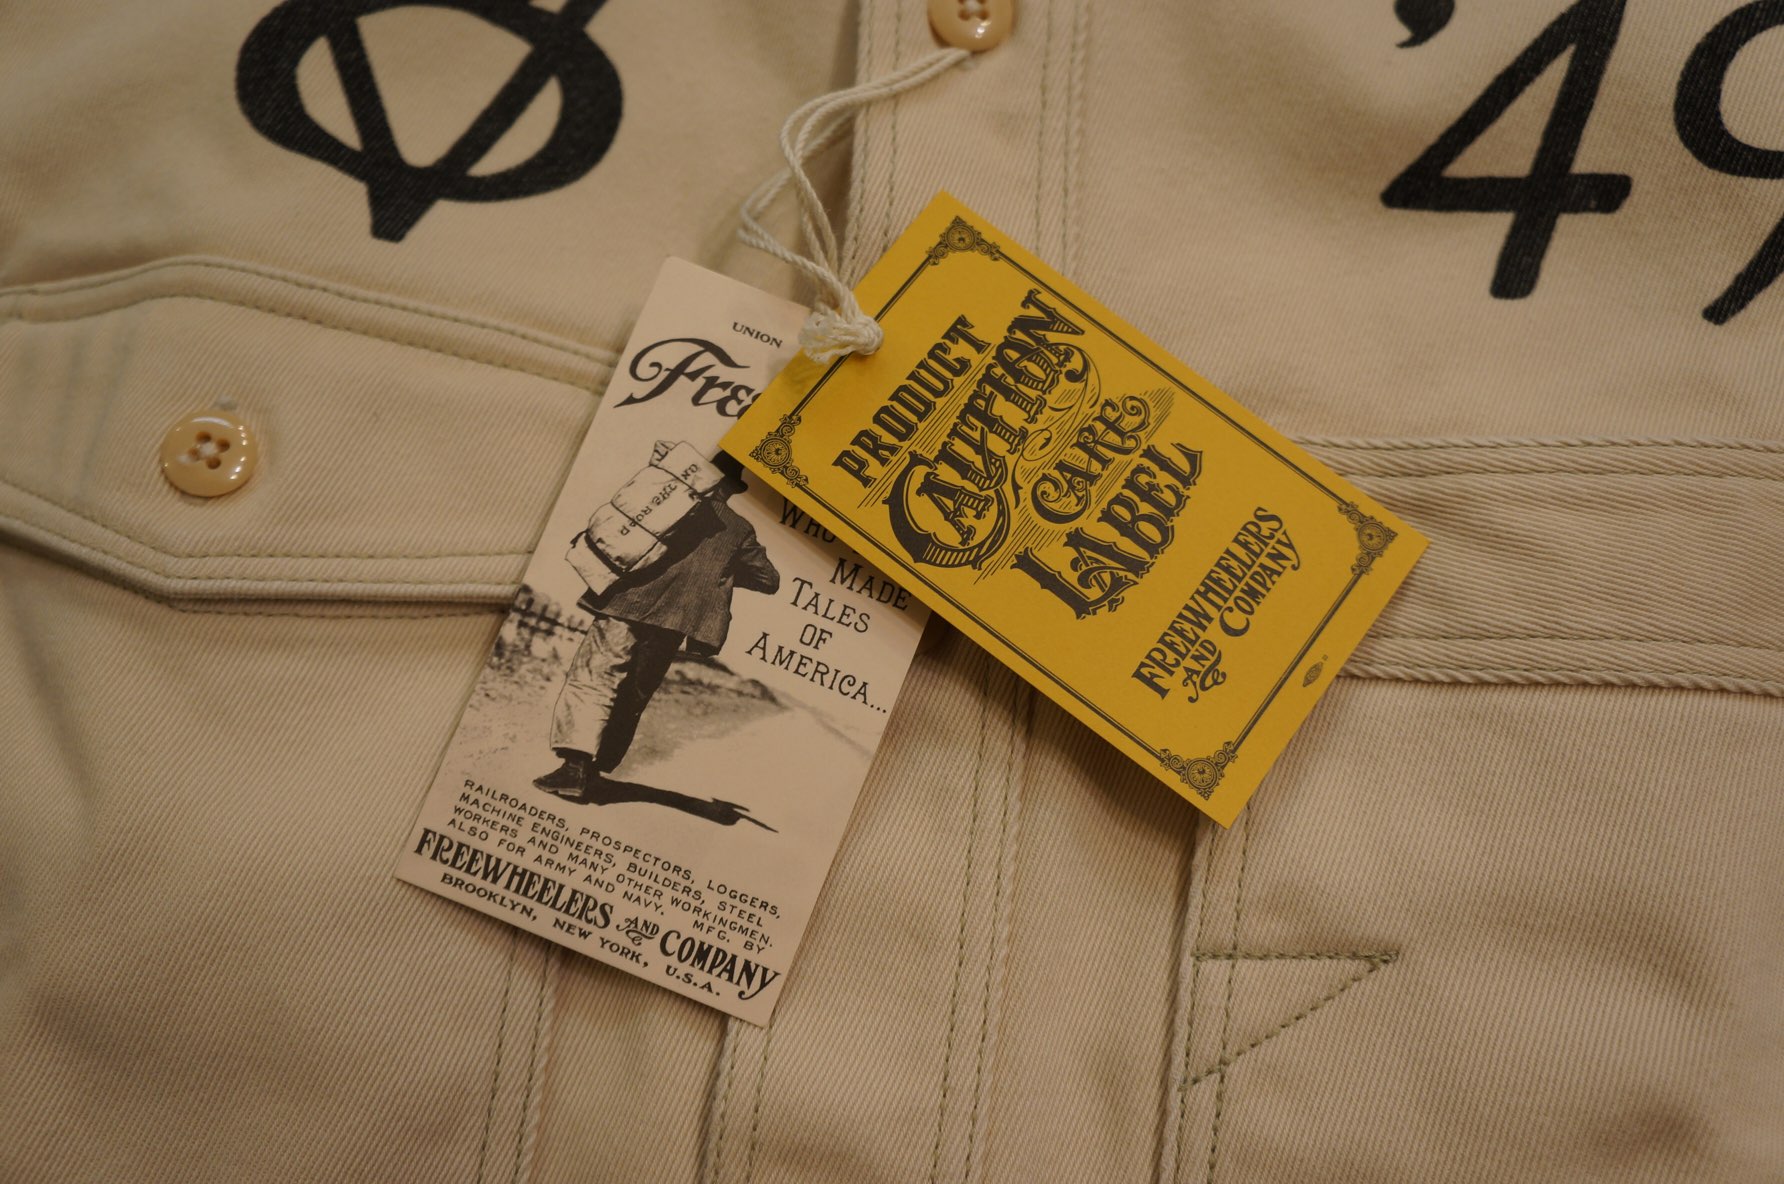 '49
UNION
Free
WHO
MADE
TALES
OF
AMERICA...
RAILROADERS, PROSPECTORS, LOGGERS,
MACHINE ENGINEERS, BUILDERS, STEEL
WORKERS AND MANY OTHER WORKINGMEN.
ALSO FOR ARMY AND NAVY. MFG. BY
FREEWHEELERS AND COMPANY
BROOKLYN, NEW YORK, U.S.A.
PRODUCT
CAUTION
CARE
LABEL
FREEWHEELERS
AND COMPANY